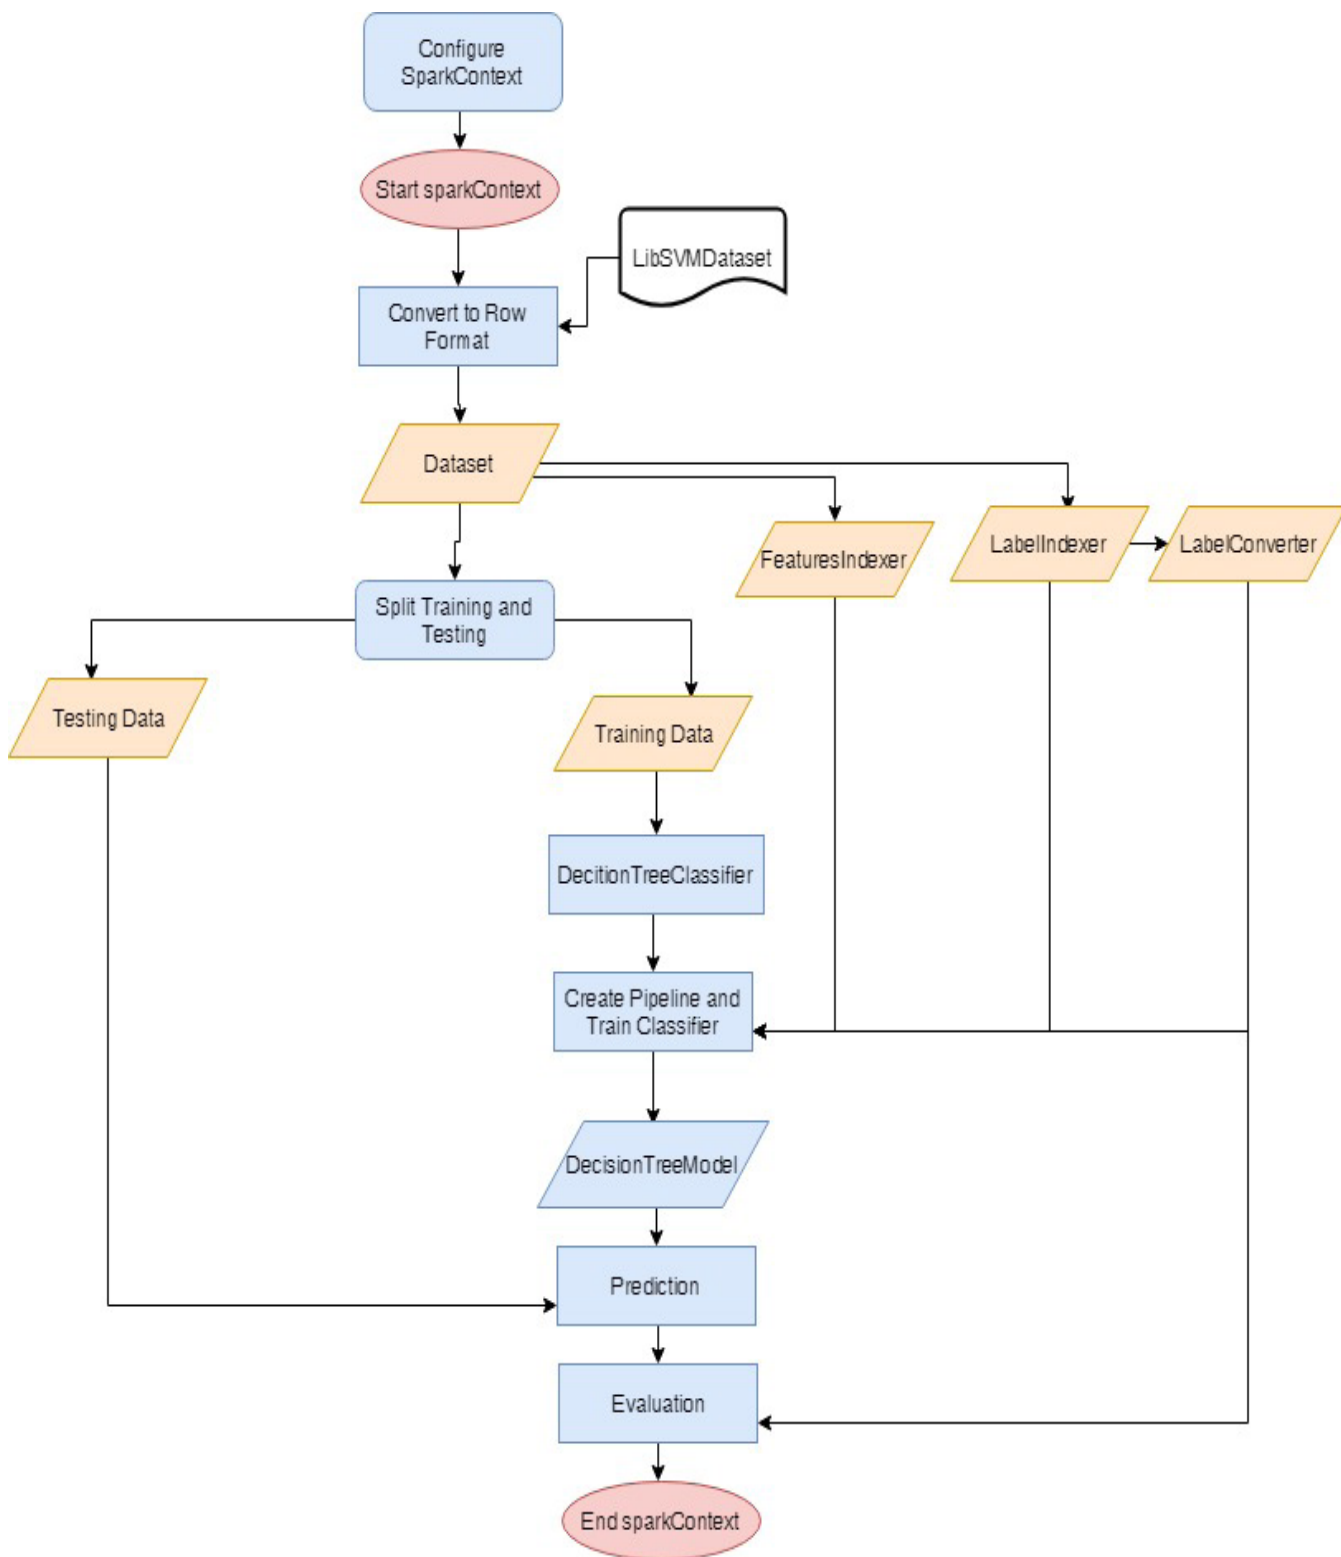 Configure
SparkContext
Start sparkContext
LibSVMDataset
Convert to Row
Format
Dataset
FeaturesIndexer
LabelIndexer
LabelConverter
Split Training and
Testing
Testing Data
Training Data
DecitionTreeClassifier
Create Pipeline and
Train Classifier
DecisionTreeModel
Prediction
Evaluation
End sparkContext